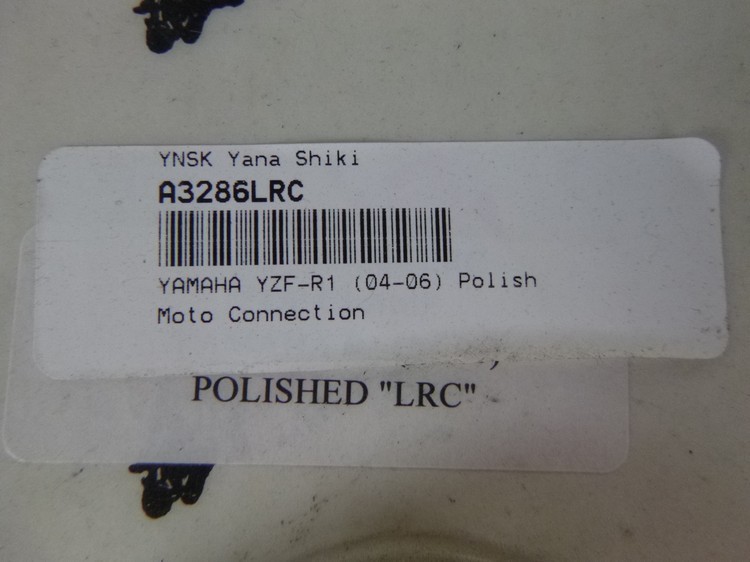 YNSK Yana Shiki
A3286LRC
YAMAHA YZF-R1 (04-06) Polish
Moto Connection
POLISHED "LRC"